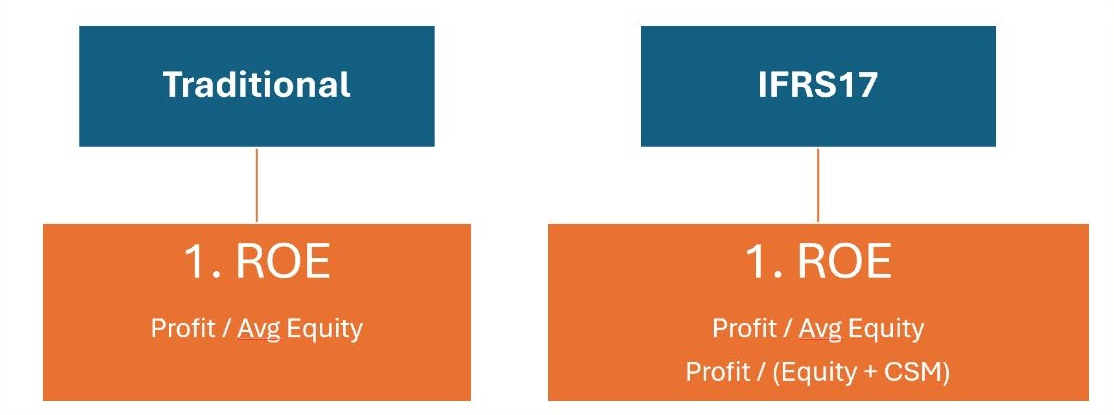 Traditional
1. ROE
Profit / Avg Equity
IFRS17
1. ROE
Profit / Avg Equity
Profit / (Equity + CSM)